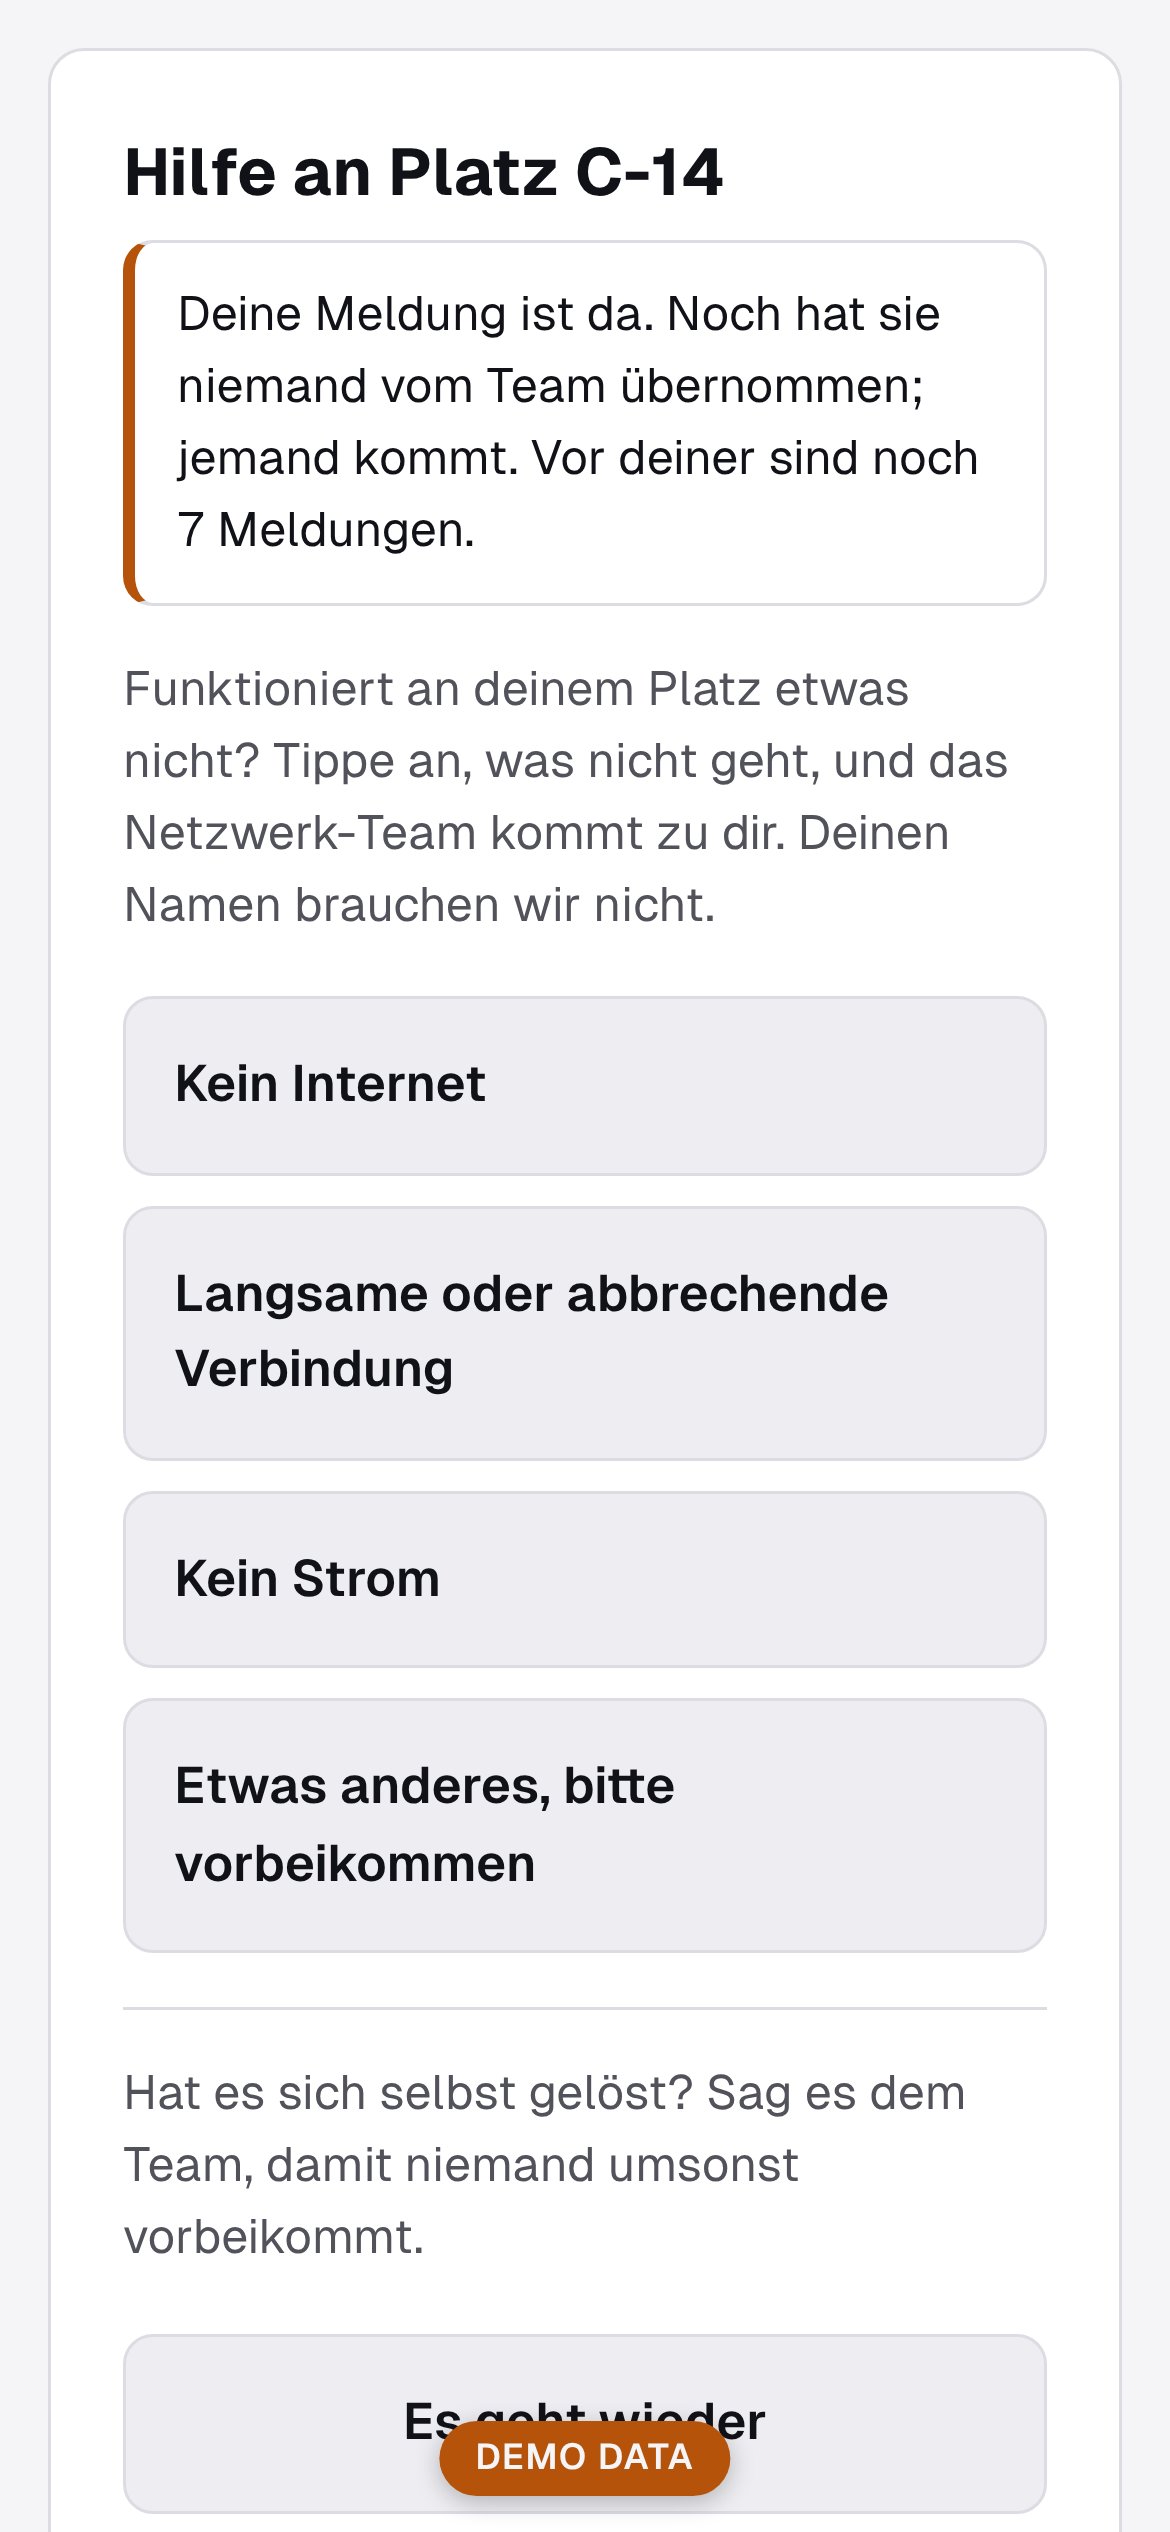 Hilfe an Platz C-14
Deine Meldung ist da. Noch hat sie
niemand vom Team übernommen;
jemand kommt. Vor deiner sind noch
7 Meldungen.
Funktioniert an deinem Platz etwas
nicht? Tippe an, was nicht geht, und das
Netzwerk-Team kommt zu dir. Deinen
Namen brauchen wir nicht.
Kein Internet
Langsame oder abbrechende
Verbindung
Kein Strom
Etwas anderes, bitte
vorbeikommen
Hat es sich selbst gelöst? Sag es dem
Team, damit niemand umsonst
vorbeikommt.
Es geht wieder
DEMO DATA